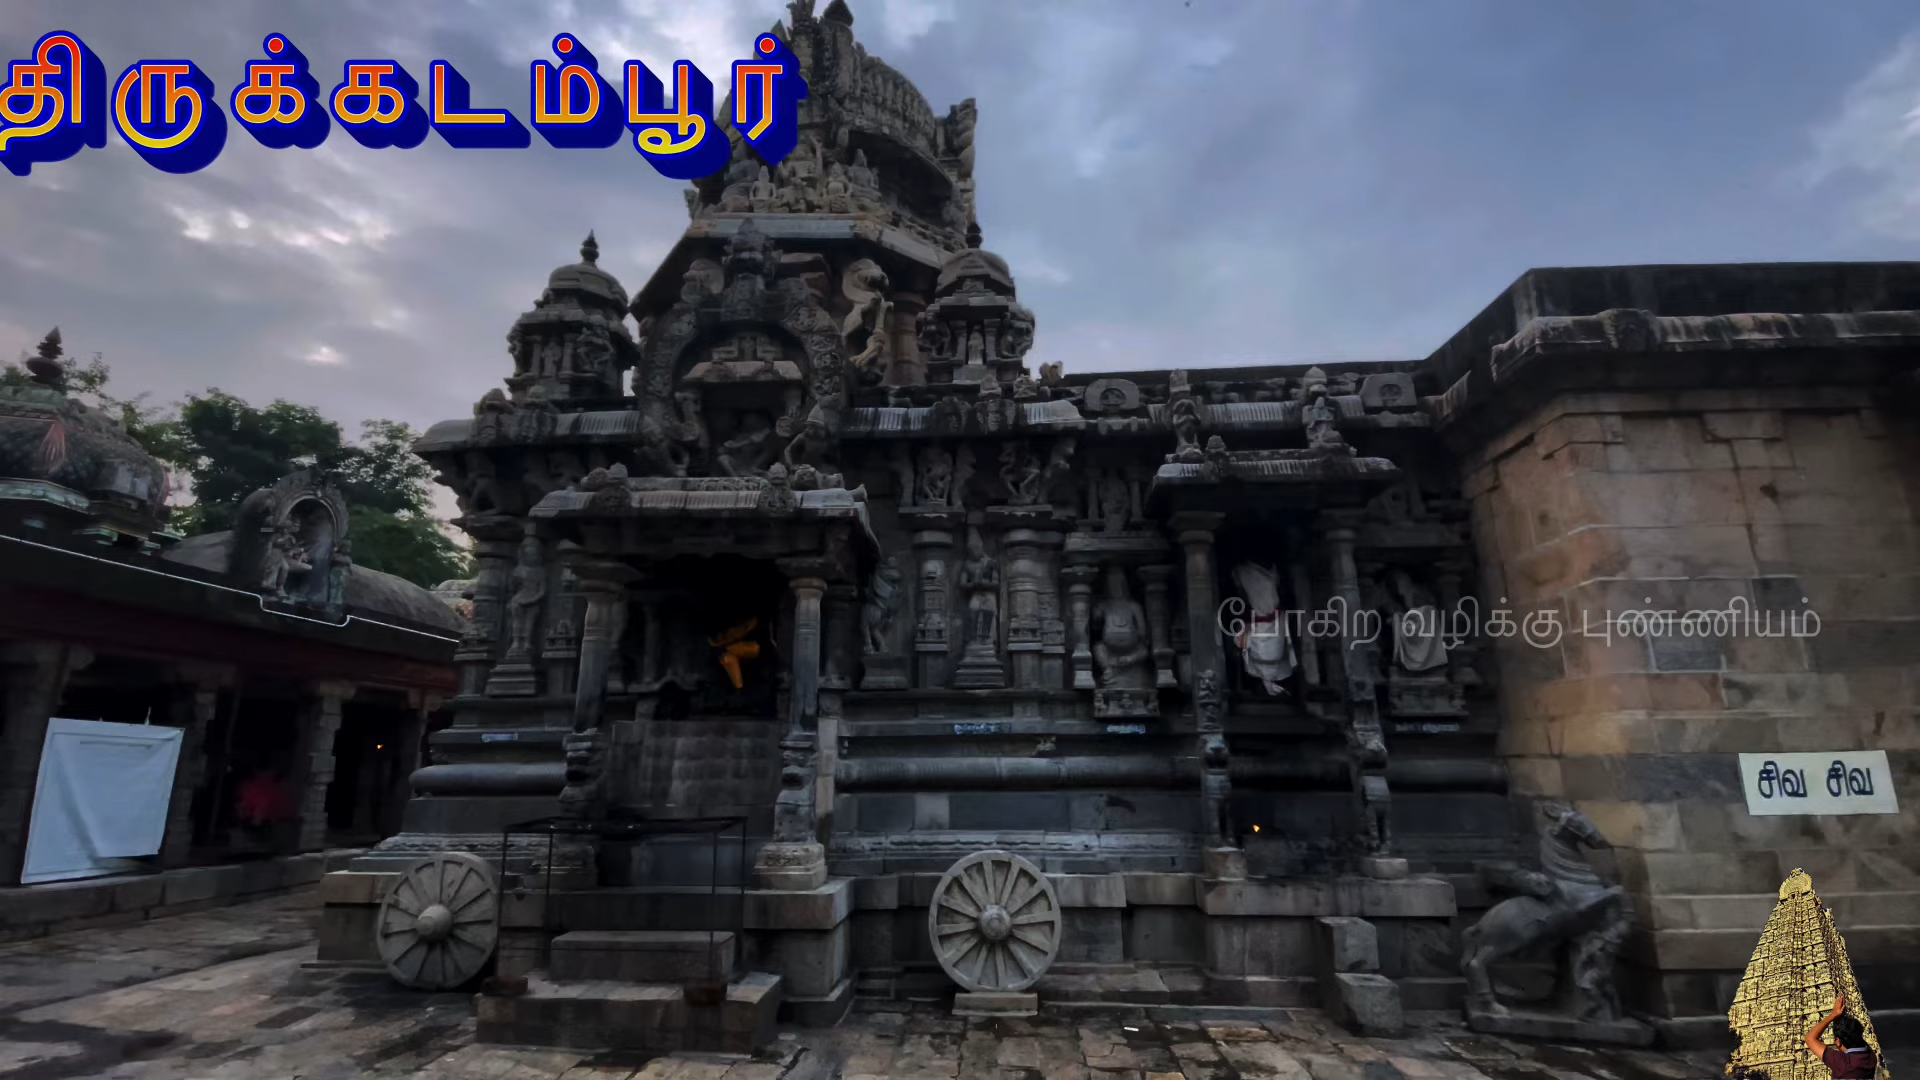 திருக்கடம்பூர்
போகிற வழிக்கு புண்ணியம்
சிவ சிவ